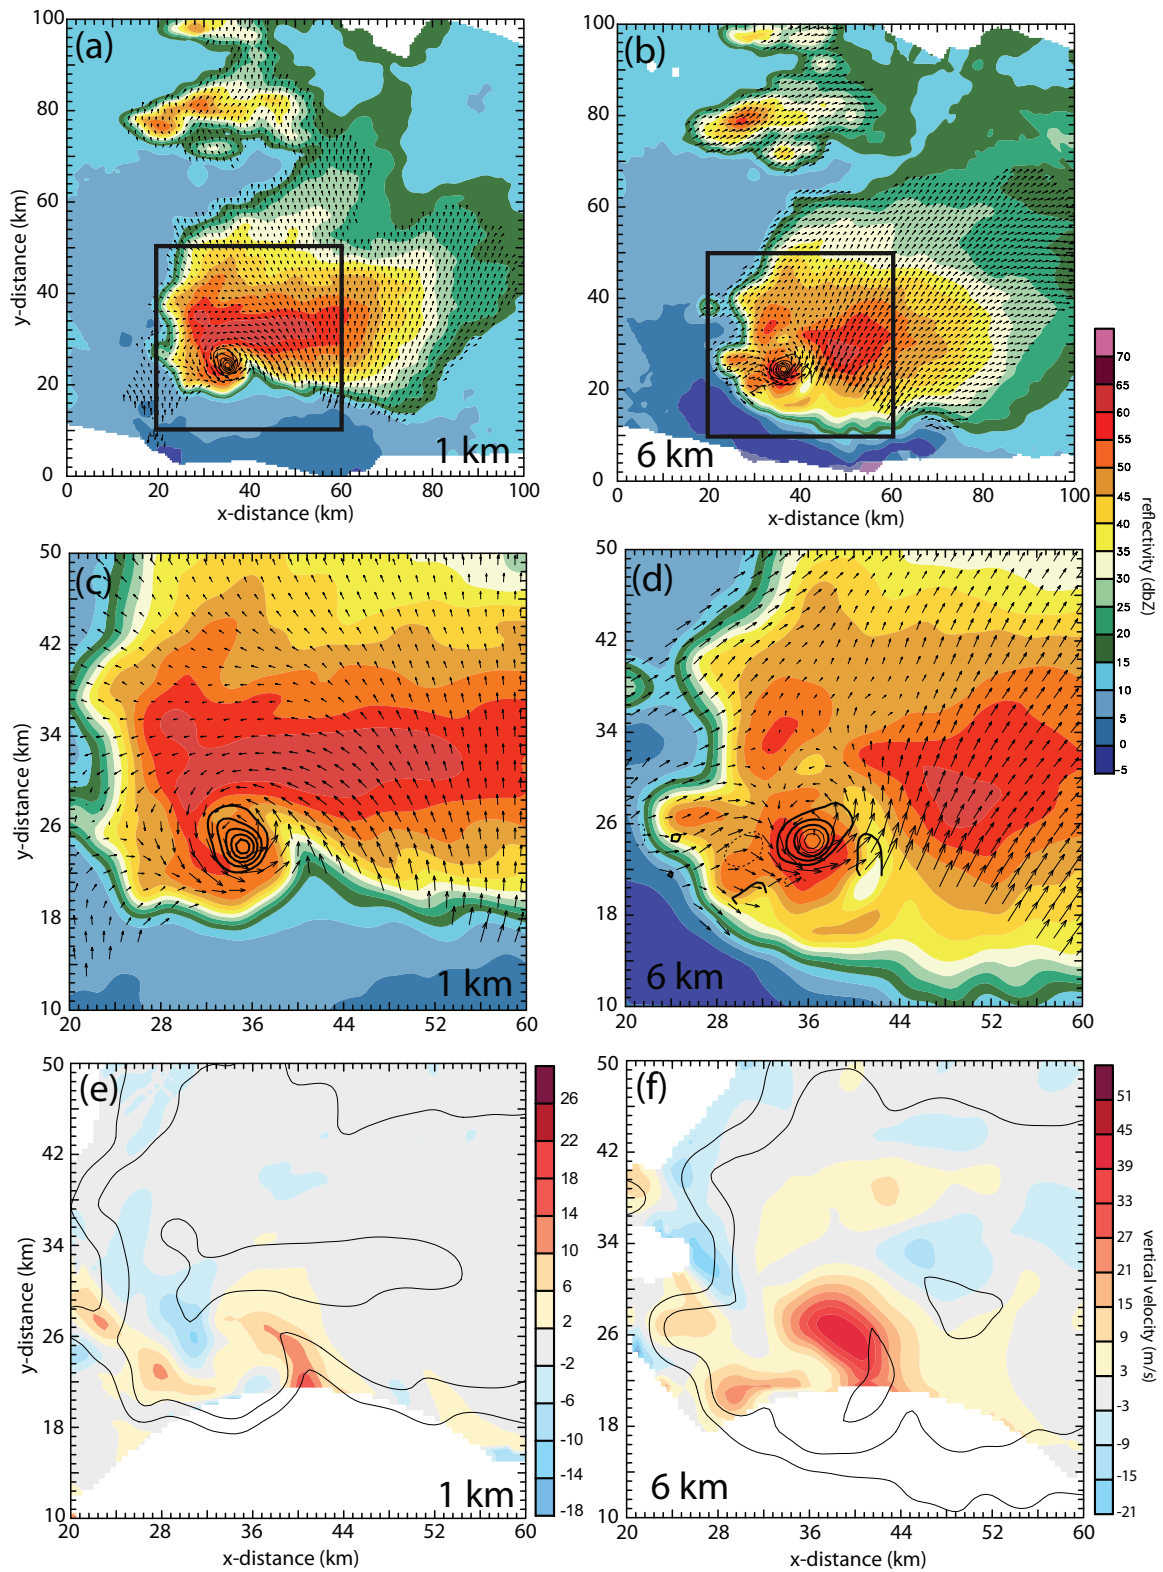 (a)
100
80
60
40
20
0
y-distance (km)
1 km
0 20 40 60 80 100
x-distance (km)
(b)
100
80
60
40
20
0
6 km
0 20 40 60 80 100
x-distance (km)
70
65
60
55
50
45
40
35
30
25
20
15
10
5
0
-5
reflectivity (dbZ)
(c)
50
42
34
26
18
10
y-distance (km)
1 km
20 28 36 44 52 60
(d)
50
42
34
26
18
10
6 km
20 28 36 44 52 60
(e)
50
42
34
26
18
10
y-distance (km)
1 km
20 28 36 44 52 60
x-distance (km)
26
22
18
14
10
6
2
-2
-6
-10
-14
-18
(f)
50
42
34
26
18
10
6 km
20 28 36 44 52 60
x-distance (km)
51
45
39
33
27
21
15
9
3
-3
-9
-15
-21
vertical velocity (m/s)